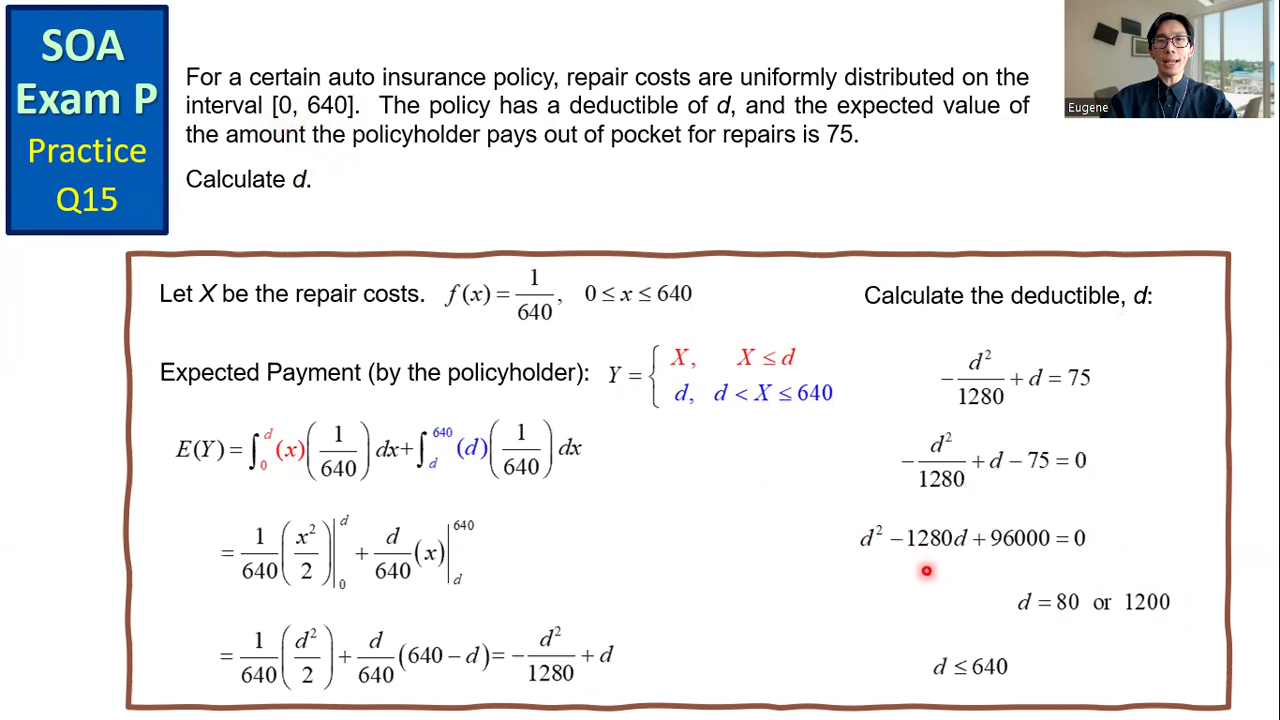 SOA
Exam P
Practice
Q15
For a certain auto insurance policy, repair costs are uniformly distributed on the
interval [0, 640]. The policy has a deductible of d, and the expected value of
the amount the policyholder pays out of pocket for repairs is 75.
Calculate d.
Eugene
Let X be the repair costs. f(x) = 1/640, 0 ≤ x ≤ 640
Expected Payment (by the policyholder): Y = { X, X ≤ d
d, d < X ≤ 640
E(Y) = ∫_0^d (x)(1/640) dx + ∫_d^640 (d)(1/640) dx
= 1/640 (x²/2)|_0^d + d/640 (x)|_d^640
= 1/640 (d²/2) + d/640 (640 − d) = −d²/1280 + d
Calculate the deductible, d:
−d²/1280 + d = 75
−d²/1280 + d − 75 = 0
d² − 1280d + 96000 = 0
d = 80 or 1200
d ≤ 640